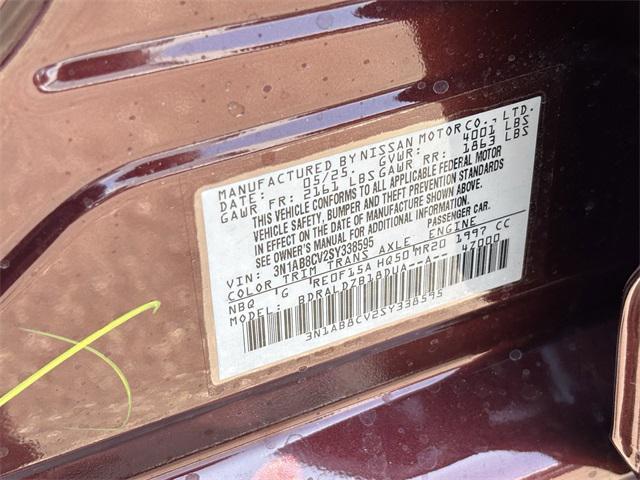 MANUFACTURED BY NISSAN MOTOR CO., LTD.
DATE: 05/25 GVWR: 4001 LBS
GAWR FR: 2161 LBS GAWR RR: 1863 LBS
THIS VEHICLE CONFORMS TO ALL APPLICABLE FEDERAL MOTOR
VEHICLE SAFETY, BUMPER AND THEFT PREVENTION STANDARDS
IN EFFECT ON THE DATE OF MANUFACTURE SHOWN ABOVE.
SEE OWNER'S MANUAL FOR ADDITIONAL INFORMATION.
VIN: 3N1AB8CV2SY338595 PASSENGER CAR
COLOR TRIM TRANS AXLE ENGINE
NBQ G RE0F15A HQ50 MR20 1997 CC
MODEL: BDRALDZB18DUA--A-- 47000
3N1AB8CV2SY338595